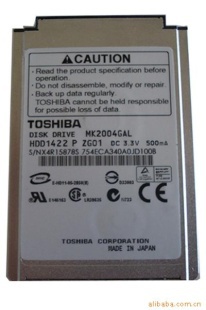 CAUTION
Read the product specification before
operation.
Do not disassemble, modify or repair.
Back up data.
TOSHIBA cannot be held responsible
for possible loss of data.
TOSHIBA
DISK DRIVE MK2004GAL
HDD1422 P ZG01 DC 3.3V 500mA
S/NX4R15878S 754ECA340A0JD100B
TOSHIBA CORPORATION
MADE IN JAPAN
alibaba.com.cn